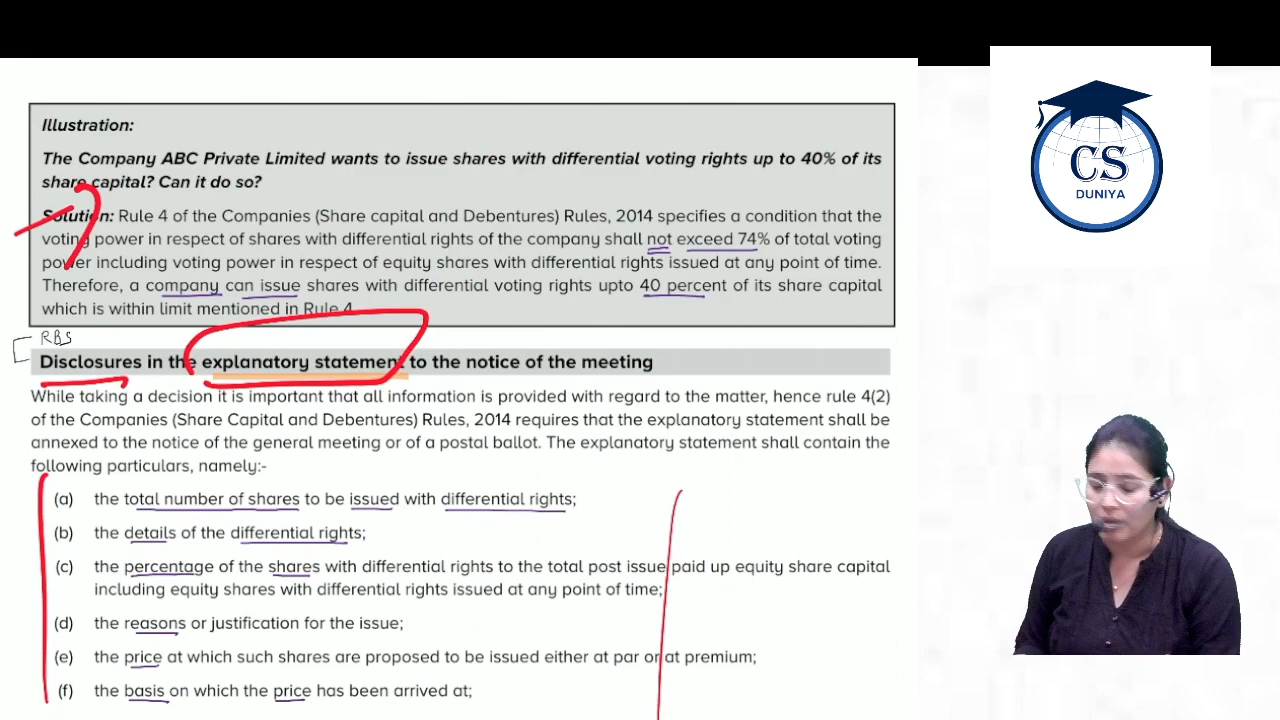 Illustration:
The Company ABC Private Limited wants to issue shares with differential voting rights up to 40% of its
share capital? Can it do so?
Solution: Rule 4 of the Companies (Share capital and Debentures) Rules, 2014 specifies a condition that the
voting power in respect of shares with differential rights of the company shall not exceed 74% of total voting
power including voting power in respect of equity shares with differential rights issued at any point of time.
Therefore, a company can issue shares with differential voting rights upto 40 percent of its share capital
which is within limit mentioned in Rule 4.
RBS
Disclosures in the explanatory statement to the notice of the meeting
While taking a decision it is important that all information is provided with regard to the matter, hence rule 4(2)
of the Companies (Share Capital and Debentures) Rules, 2014 requires that the explanatory statement shall be
annexed to the notice of the general meeting or of a postal ballot. The explanatory statement shall contain the
following particulars, namely:-
(a) the total number of shares to be issued with differential rights;
(b) the details of the differential rights;
(c) the percentage of the shares with differential rights to the total post issue paid up equity share capital
including equity shares with differential rights issued at any point of time;
(d) the reasons or justification for the issue;
(e) the price at which such shares are proposed to be issued either at par or at premium;
(f) the basis on which the price has been arrived at;
CS
DUNIYA